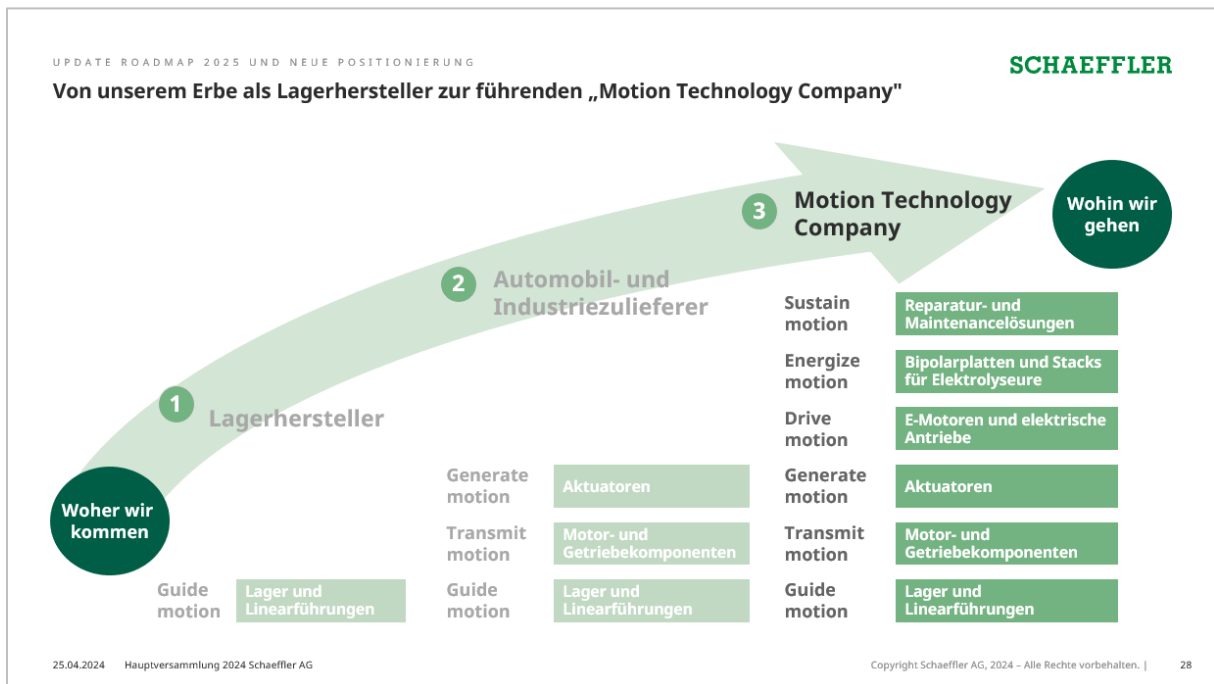 UPDATE ROADMAP 2025 UND NEUE POSITIONIERUNG
SCHAEFFLER
Von unserem Erbe als Lagerhersteller zur führenden „Motion Technology Company"
3
Motion Technology
Company
Wohin wir
gehen
2
Automobil- und
Industriezulieferer
1
Lagerhersteller
Woher wir
kommen
Sustain
motion
Reparatur- und
Maintenancelösungen
Energize
motion
Bipolarplatten und Stacks
für Elektrolyseure
Drive
motion
E-Motoren und elektrische
Antriebe
Generate
motion
Aktuatoren
Generate
motion
Aktuatoren
Transmit
motion
Motor- und
Getriebekomponenten
Transmit
motion
Motor- und
Getriebekomponenten
Guide
motion
Lager und
Linearführungen
Guide
motion
Lager und
Linearführungen
Guide
motion
Lager und
Linearführungen
25.04.2024 Hauptversammlung 2024 Schaeffler AG
Copyright Schaeffler AG, 2024 – Alle Rechte vorbehalten. | 28